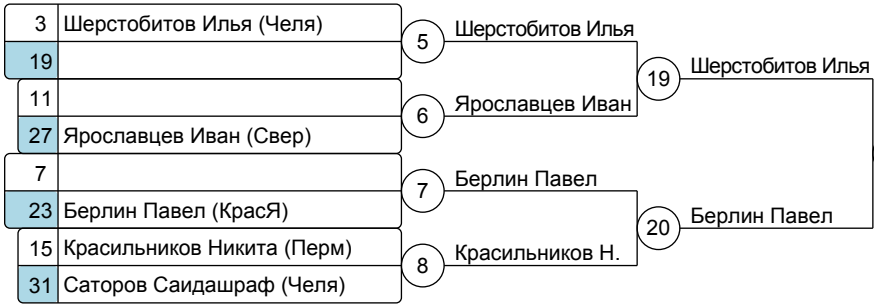 3 Шерстобитов Илья (Челя)
19
11
27 Ярославцев Иван (Свер)
7
23 Берлин Павел (КрасЯ)
15 Красильников Никита (Перм)
31 Саторов Саидашраф (Челя)
5 Шерстобитов Илья
6 Ярославцев Иван
7 Берлин Павел
8 Красильников Н.
19 Шерстобитов Илья
20 Берлин Павел